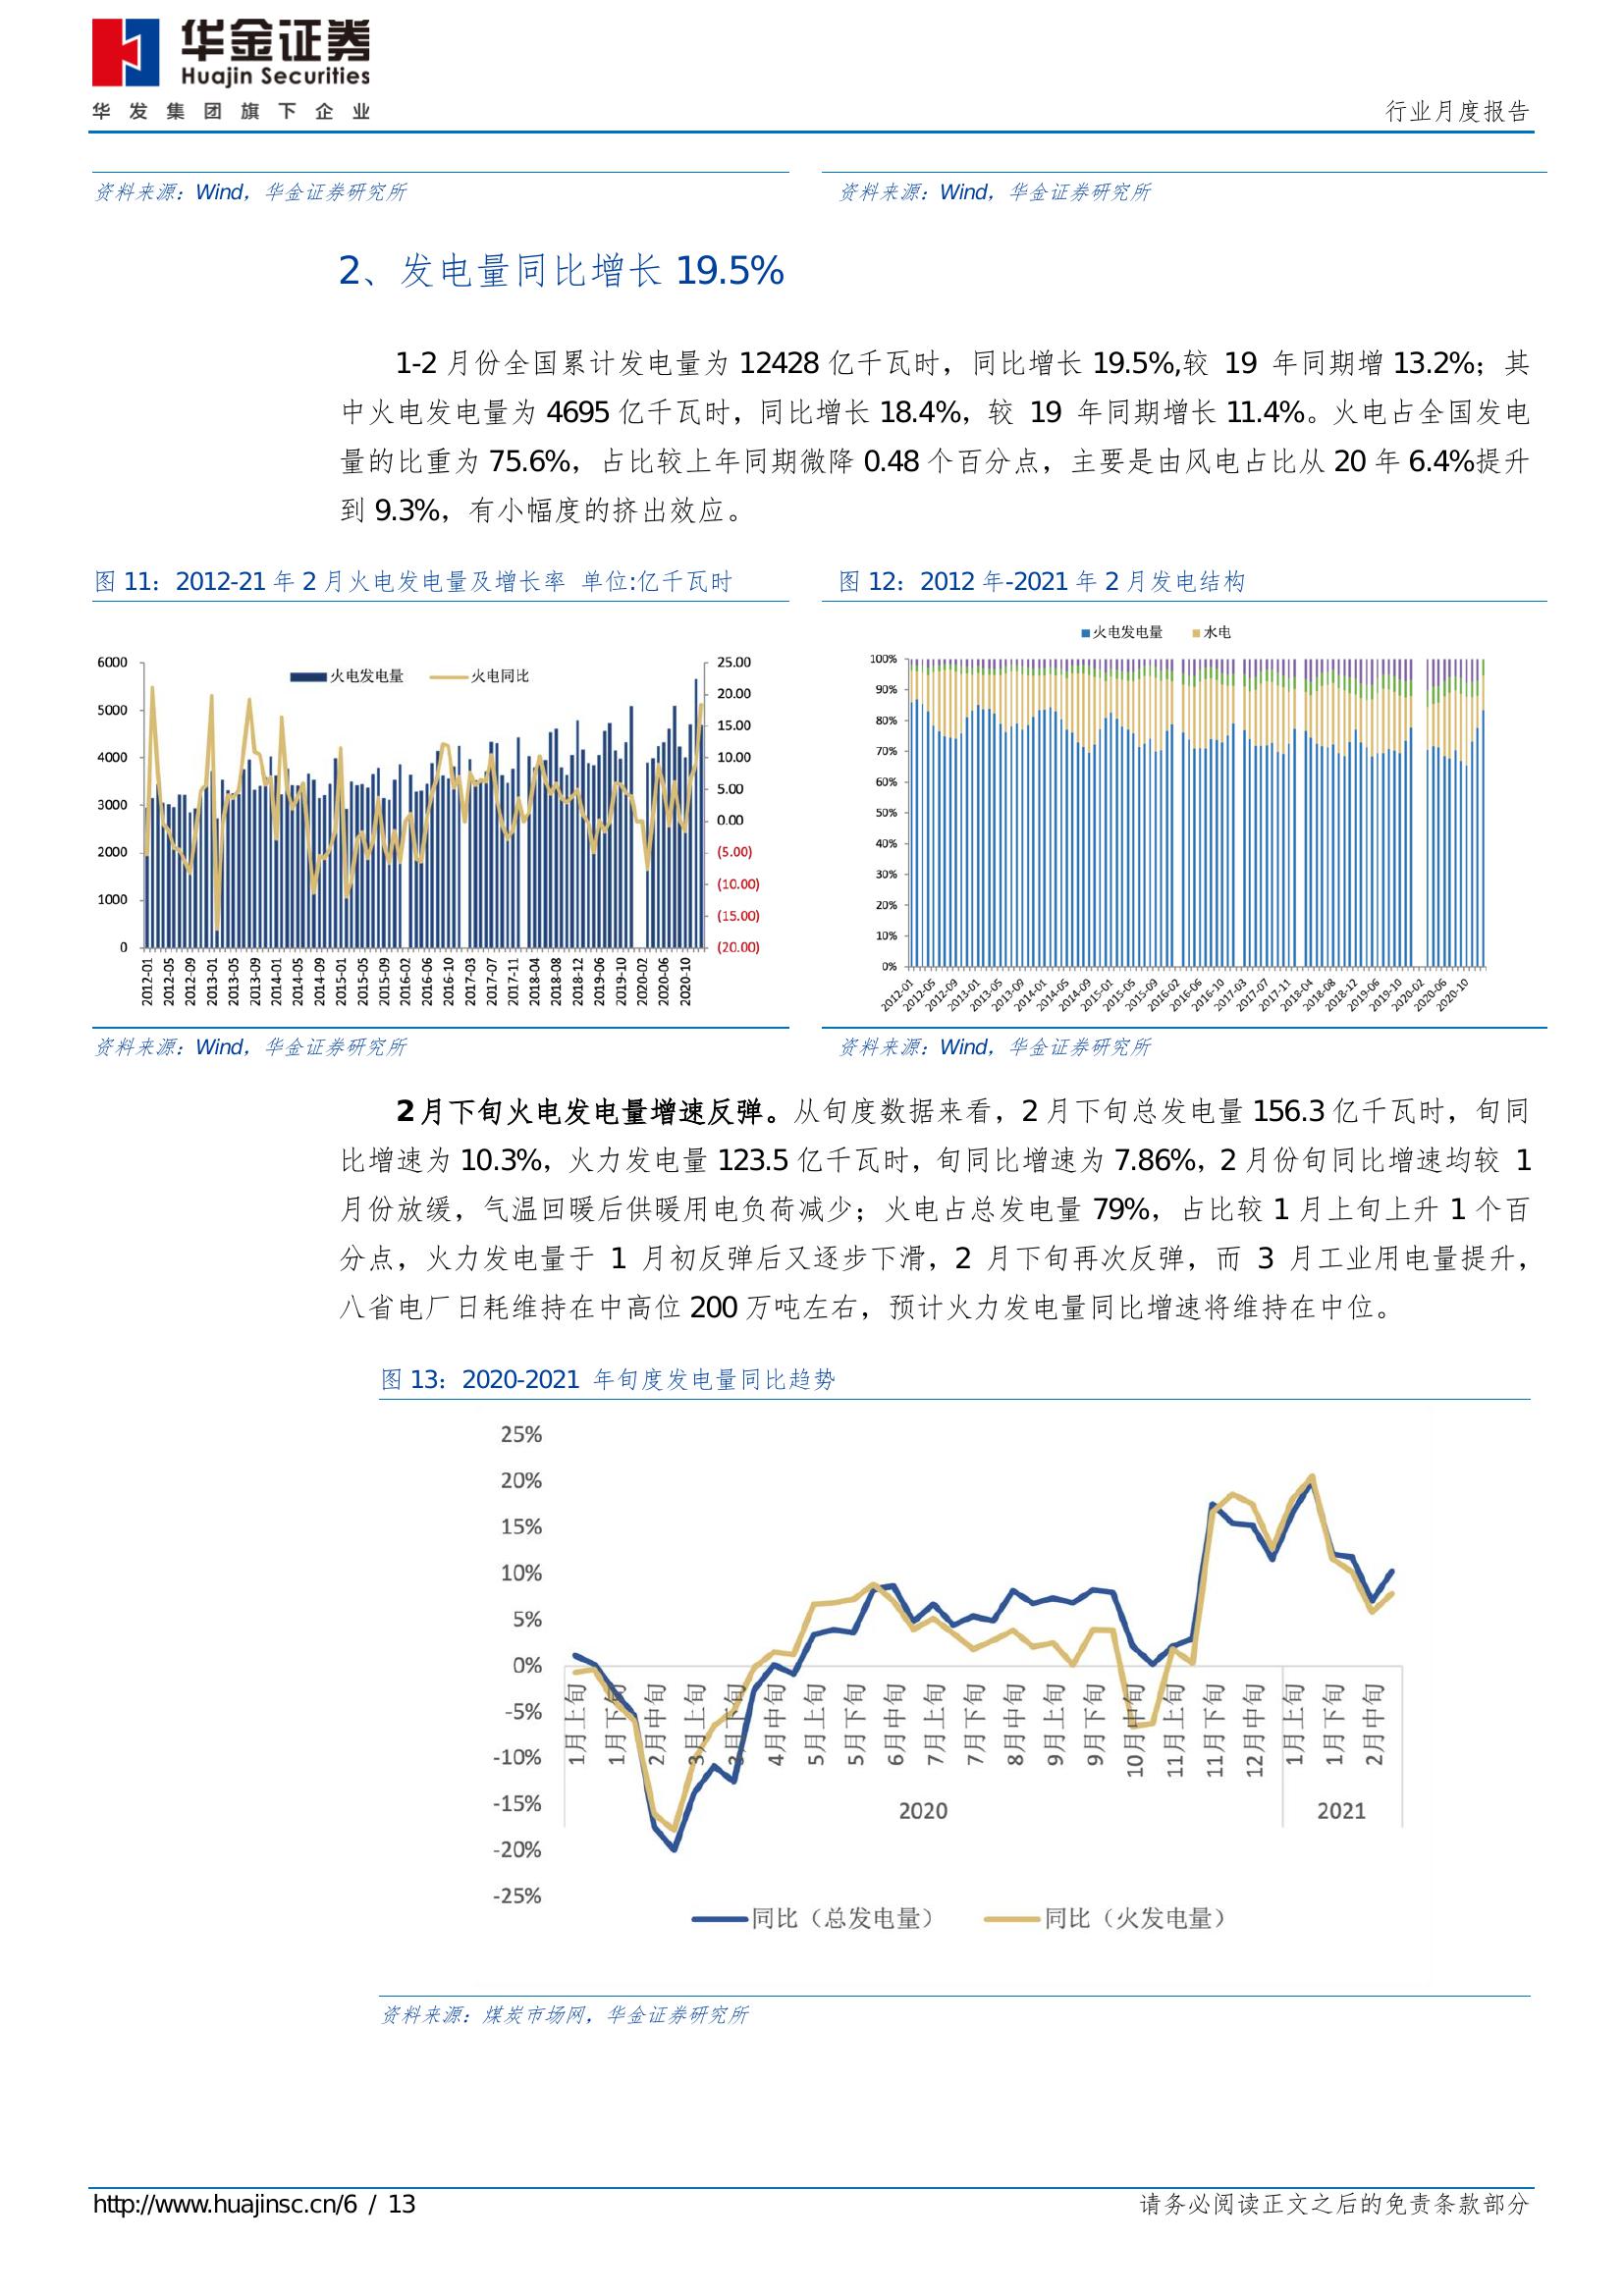 华金证券
Huajin Securities
华发集团旗下企业
行业月度报告
资料来源：Wind，华金证券研究所
资料来源：Wind，华金证券研究所
2、发电量同比增长 19.5%
1-2 月份全国累计发电量为 12428 亿千瓦时，同比增长 19.5%,较 19 年同期增 13.2%；其
中火电发电量为 4695 亿千瓦时，同比增长 18.4%，较 19 年同期增长 11.4%。火电占全国发电
量的比重为 75.6%，占比较上年同期微降 0.48 个百分点，主要是由风电占比从 20 年 6.4%提升
到 9.3%，有小幅度的挤出效应。
图 11：2012-21 年 2 月火电发电量及增长率 单位:亿千瓦时
火电发电量 火电同比
6000
5000
4000
3000
2000
1000
0
25.00
20.00
15.00
10.00
5.00
0.00
(5.00)
(10.00)
(15.00)
(20.00)
2012-01 2012-05 2012-09 2013-01 2013-05 2013-09 2014-01 2014-05 2014-09 2015-01 2015-05 2015-09 2016-02 2016-06 2016-10 2017-03 2017-07 2017-11 2018-04 2018-08 2018-12 2019-06 2019-10 2020-02 2020-06 2020-10
图 12：2012 年-2021 年 2 月发电结构
火电发电量 水电
100%
90%
80%
70%
60%
50%
40%
30%
20%
10%
0%
2012-01 2012-05 2012-09 2013-01 2013-05 2013-09 2014-01 2014-05 2014-09 2015-01 2015-05 2015-09 2016-02 2016-06 2016-10 2017-03 2017-07 2017-11 2018-04 2018-08 2018-12 2019-06 2019-10 2020-02 2020-06 2020-10
资料来源：Wind，华金证券研究所
资料来源：Wind，华金证券研究所
2月下旬火电发电量增速反弹。从旬度数据来看，2 月下旬总发电量 156.3 亿千瓦时，旬同
比增速为 10.3%，火力发电量 123.5 亿千瓦时，旬同比增速为 7.86%，2 月份旬同比增速均较 1
月份放缓，气温回暖后供暖用电负荷减少；火电占总发电量 79%，占比较 1 月上旬上升 1 个百
分点，火力发电量于 1 月初反弹后又逐步下滑，2 月下旬再次反弹，而 3 月工业用电量提升，
八省电厂日耗维持在中高位 200 万吨左右，预计火力发电量同比增速将维持在中位。
图 13：2020-2021 年旬度发电量同比趋势
25%
20%
15%
10%
5%
0%
-5%
-10%
-15%
-20%
-25%
1月上旬 1月下旬 2月中旬 3月上旬 3月下旬 4月中旬 5月上旬 5月下旬 6月中旬 7月上旬 7月下旬 8月中旬 9月上旬 9月下旬 10月中旬 11月上旬 11月下旬 12月中旬 1月上旬 1月下旬 2月中旬
2020 2021
同比（总发电量） 同比（火发电量）
资料来源：煤炭市场网，华金证券研究所
http://www.huajinsc.cn/6 / 13
请务必阅读正文之后的免责条款部分